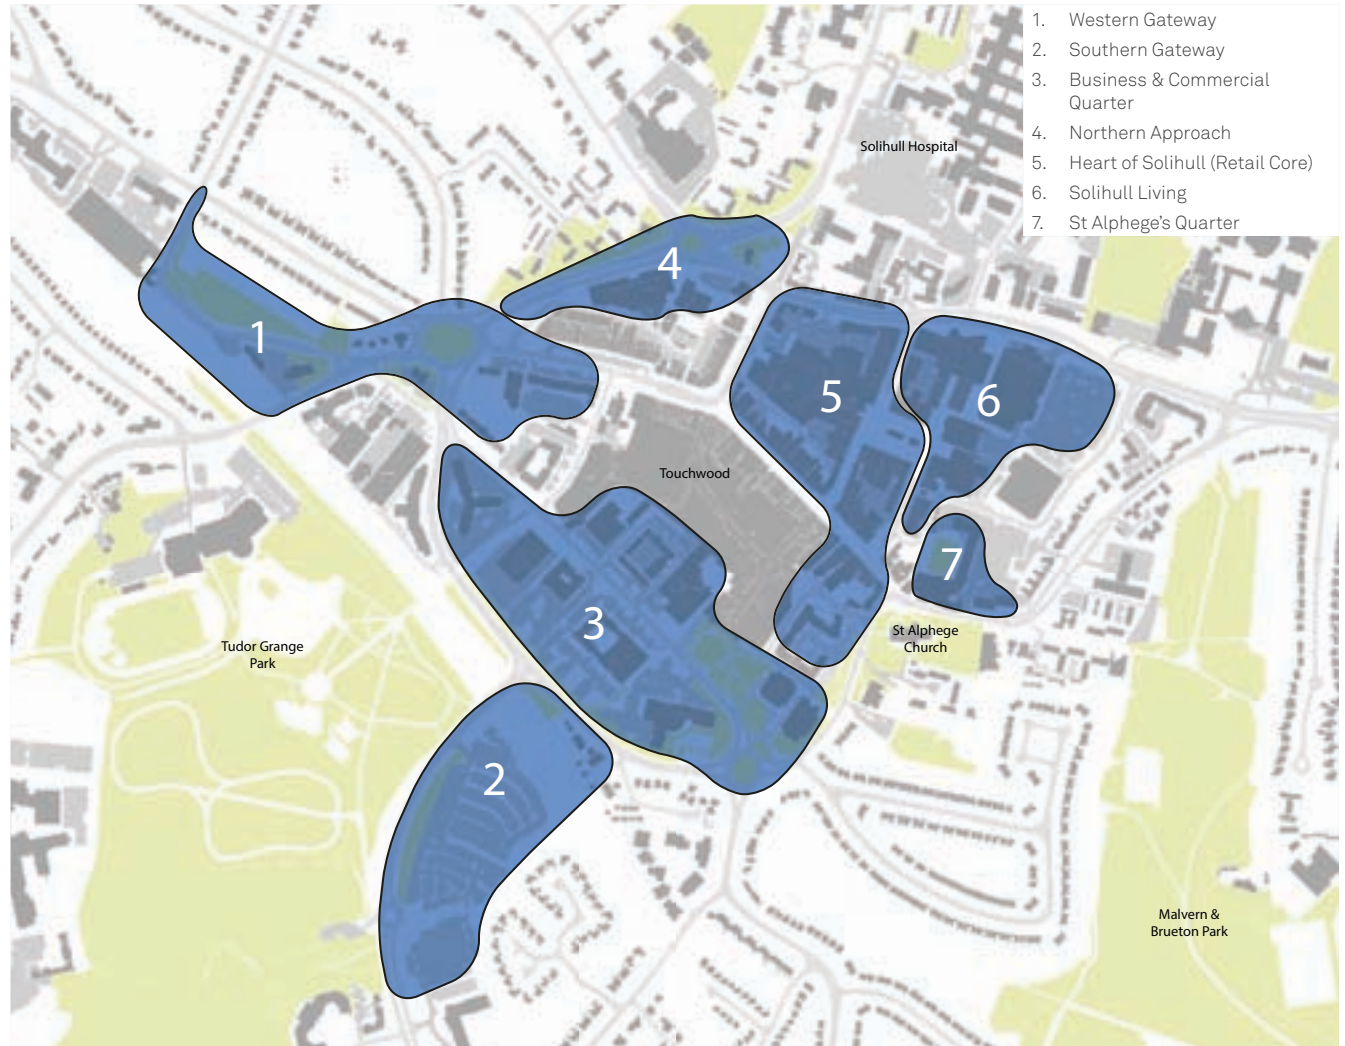 1. Western Gateway
2. Southern Gateway
3. Business & Commercial
Quarter
4. Northern Approach
5. Heart of Solihull (Retail Core)
6. Solihull Living
7. St Alphege’s Quarter
Solihull Hospital
4
1
5
6
Touchwood
7
3
St Alphege
Church
Tudor Grange
Park
2
Malvern &
Brueton Park